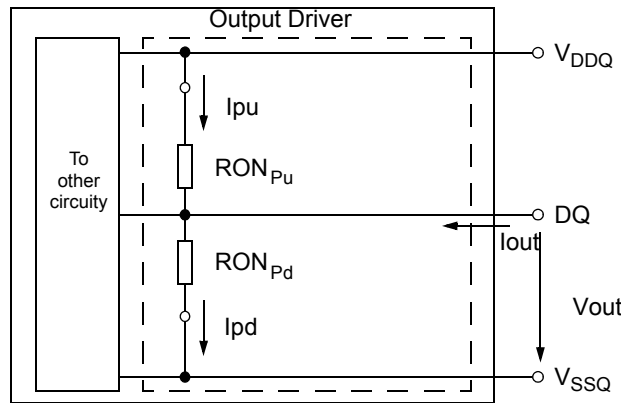 Output Driver
VDDQ
Ipu
To
other
circuity
RONPu
DQ
Iout
RONPd
Vout
Ipd
VSSQ